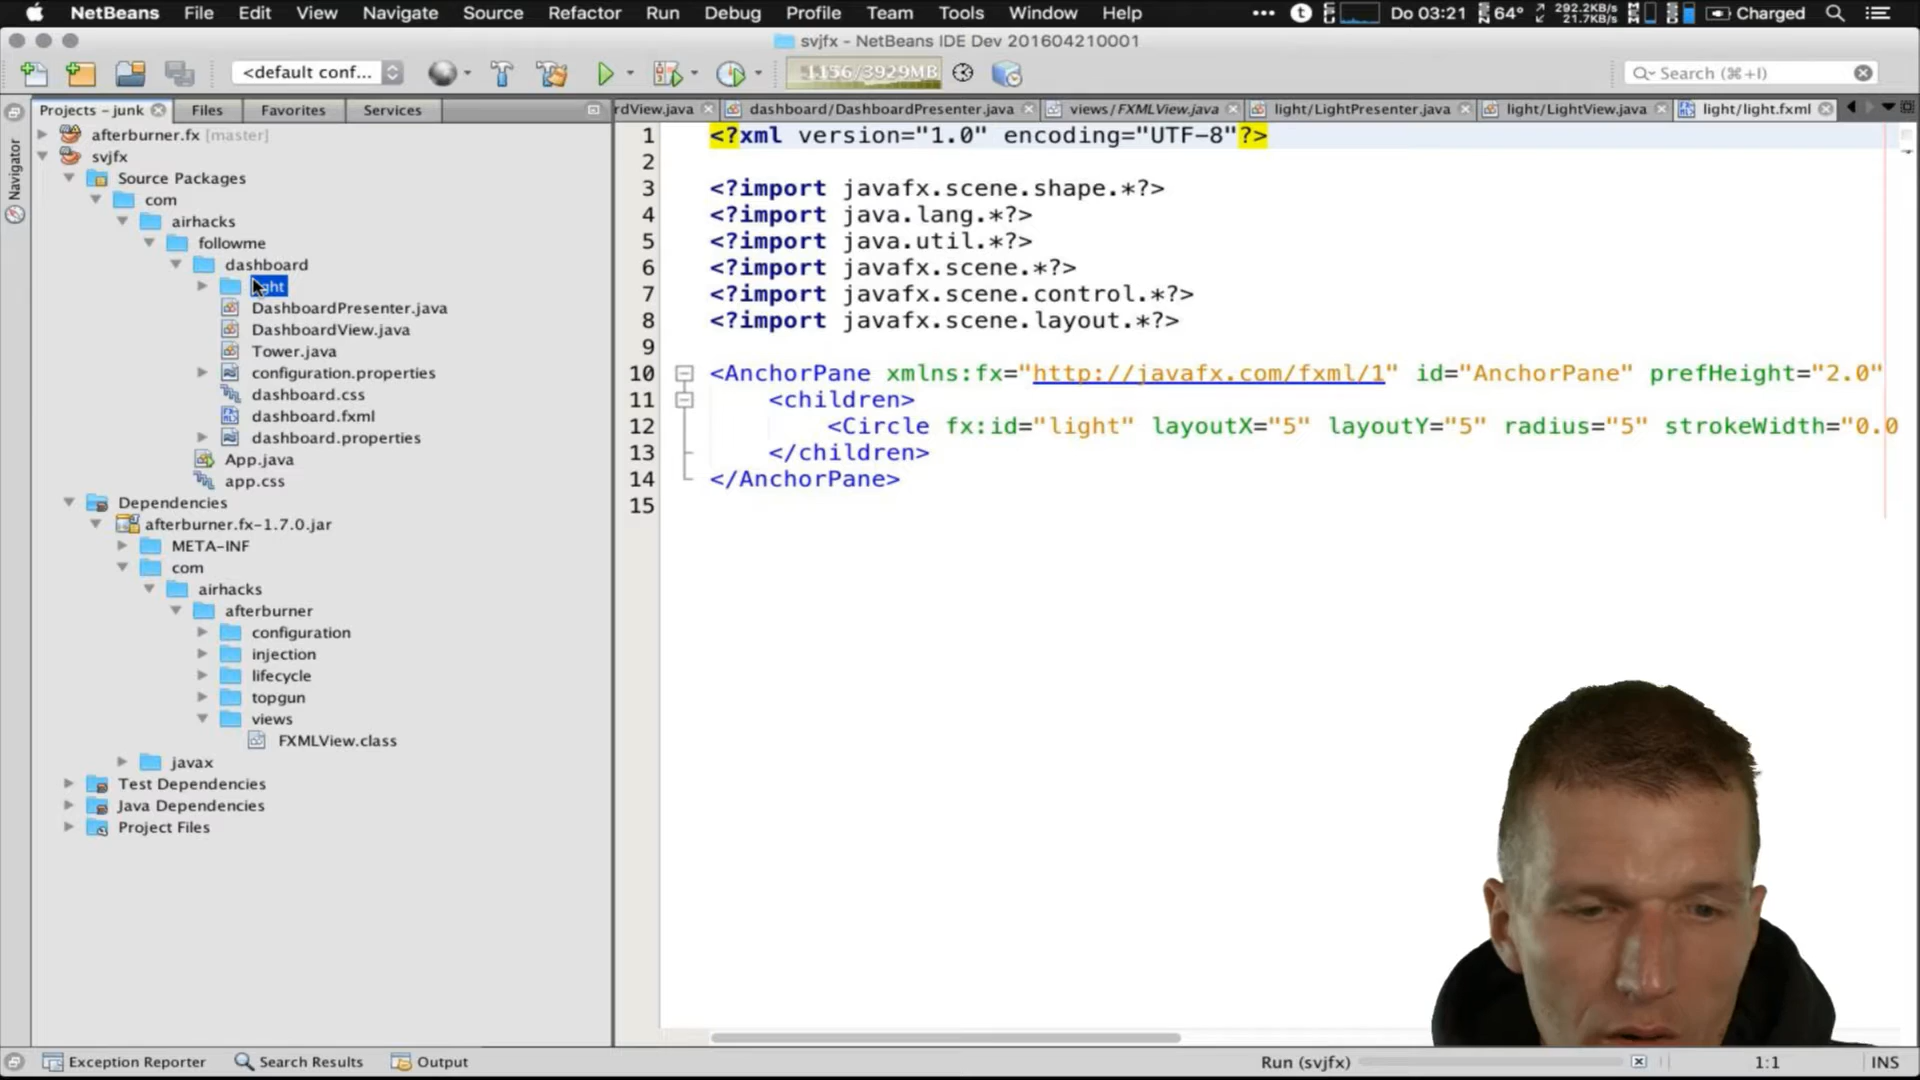 NetBeans File Edit View Navigate Source Refactor Run Debug Profile Team Tools Window Help ••• Do 03:21 64° 292.2KB/s 21.7KB/s Charged
svjfx - NetBeans IDE Dev 201604210001
<default conf... 1156/3929MB Search (⌘+I)
Projects - junk Files Favorites Services
rdView.java dashboard/DashboardPresenter.java views/FXMLView.java light/LightPresenter.java light/LightView.java light/light.fxml
Navigator
afterburner.fx [master]
svjfx
Source Packages
com
airhacks
followme
dashboard
DashboardPresenter.java
DashboardView.java
Tower.java
configuration.properties
dashboard.css
dashboard.fxml
dashboard.properties
App.java
app.css
Dependencies
afterburner.fx-1.7.0.jar
META-INF
com
airhacks
afterburner
configuration
injection
lifecycle
topgun
views
FXMLView.class
javax
Test Dependencies
Java Dependencies
Project Files
1 <?xml version="1.0" encoding="UTF-8"?>
2
3 <?import javafx.scene.shape.*?>
4 <?import java.lang.*?>
5 <?import java.util.*?>
6 <?import javafx.scene.*?>
7 <?import javafx.scene.control.*?>
8 <?import javafx.scene.layout.*?>
9
10 <AnchorPane xmlns:fx="http://javafx.com/fxml/1" id="AnchorPane" prefHeight="2.0"
11 <children>
12 <Circle fx:id="light" layoutX="5" layoutY="5" radius="5" strokeWidth="0.0
13 </children>
14 </AnchorPane>
15
Exception Reporter Search Results Output Run (svjfx) 1:1 INS